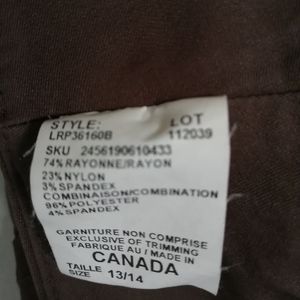 STYLE: LOT
LRP36160B 112039
SKU 2456190610433
74% RAYONNE/RAYON
23% NYLON
3% SPANDEX
COMBINAISON/COMBINATION
96% POLYESTER
4% SPANDEX
GARNITURE NON COMPRISE
EXCLUSIVE OF TRIMMING
FABRIQUE AU / MADE IN
CANADA
TAILLE
SIZE 13/14